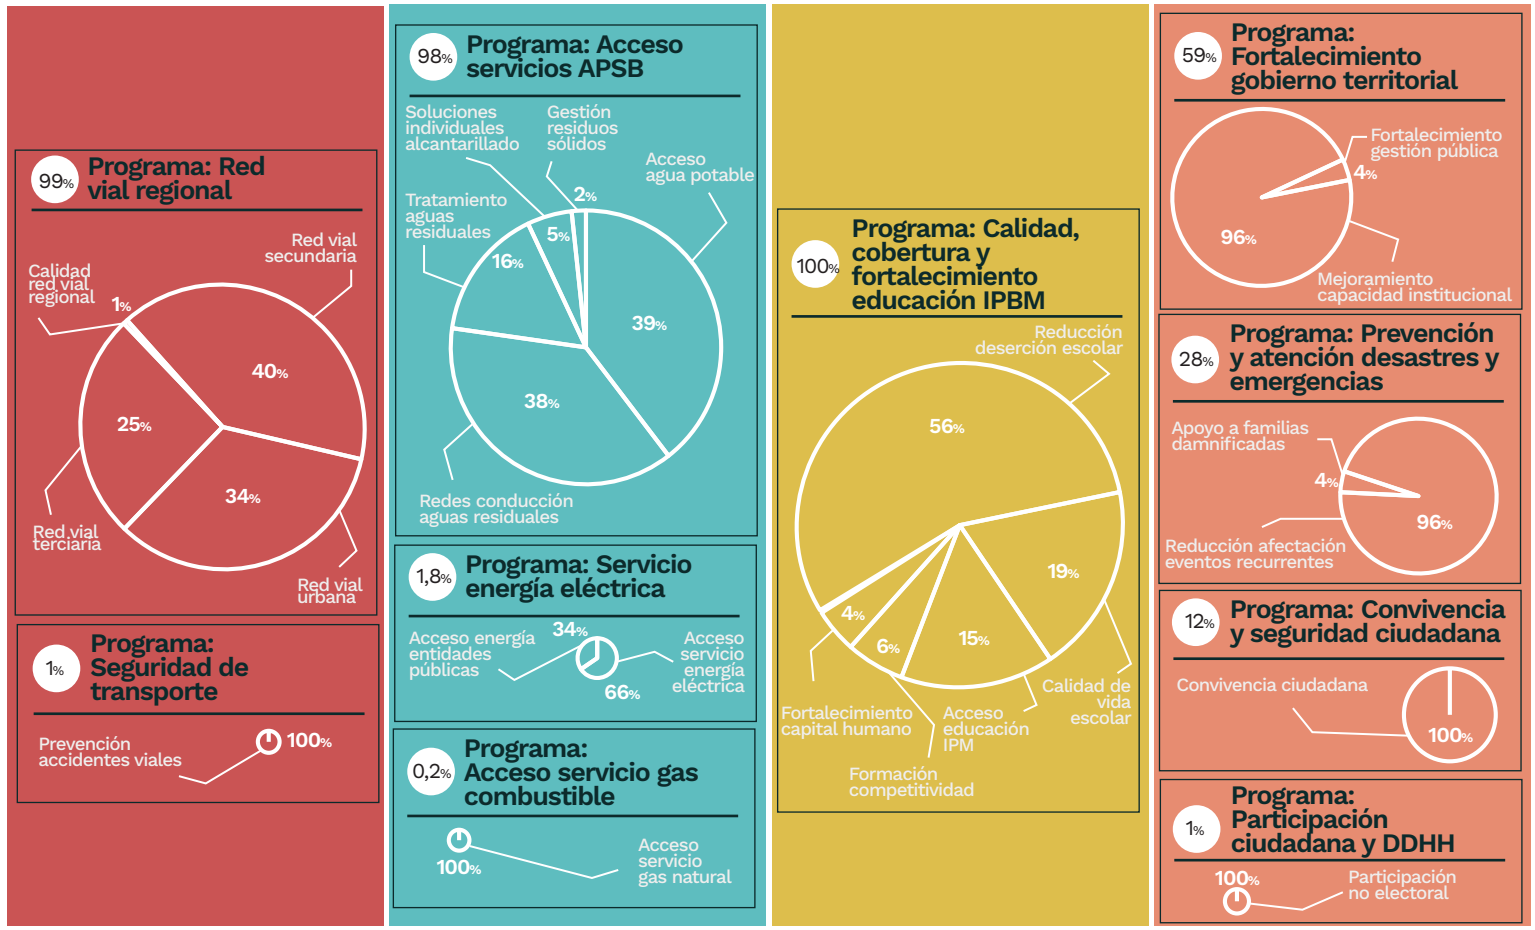 99%
Programa: Red
vial regional
Red vial
secundaria
Calidad
red vial
regional
1%
40%
25%
34%
Red vial
terciaria
Red vial
urbana
1%
Programa:
Seguridad de
transporte
Prevención
accidentes viales
100%
98%
Programa: Acceso
servicios APSB
Soluciones
individuales
alcantarillado
Gestión
residuos
sólidos
Acceso
agua potable
Tratamiento
aguas
residuales
2%
5%
16%
39%
38%
Redes conducción
aguas residuales
1,8%
Programa: Servicio
energía eléctrica
Acceso energía
entidades
públicas
34%
66%
Acceso
servicio
energía
eléctrica
0,2%
Programa:
Acceso servicio gas
combustible
100%
Acceso
servicio
gas natural
100%
Programa: Calidad,
cobertura y
fortalecimiento
educación IPBM
Reducción
deserción escolar
56%
19%
15%
6%
4%
Calidad de
vida
escolar
Fortalecimiento
capital humano
Acceso
educación
IPM
Formación
competitividad
59%
Programa:
Fortalecimiento
gobierno territorial
Fortalecimiento
gestión pública
4%
96%
Mejoramiento
capacidad institucional
28%
Programa: Prevención
y atención desastres y
emergencias
Apoyo a familias
damnificadas
4%
96%
Reducción afectación
eventos recurrentes
12%
Programa: Convivencia
y seguridad ciudadana
Convivencia ciudadana
100%
1%
Programa:
Participación
ciudadana y DDHH
100%
Participación
no electoral